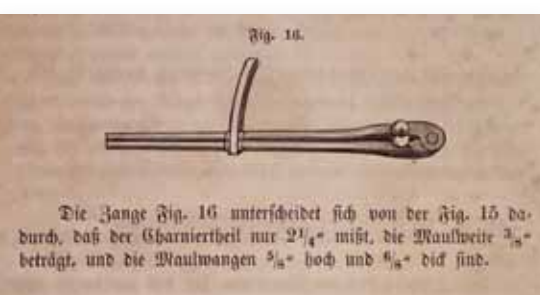 Fig. 16.
Die Zange Fig. 16 unterscheidet sich von der Fig. 15 da-
durch, daß der Charniertheil nur 2¹/₄" mißt, die Maulweite ³/₈"
beträgt, und die Maulwangen ⁵/₈" hoch und ⁶/₈" dick sind.